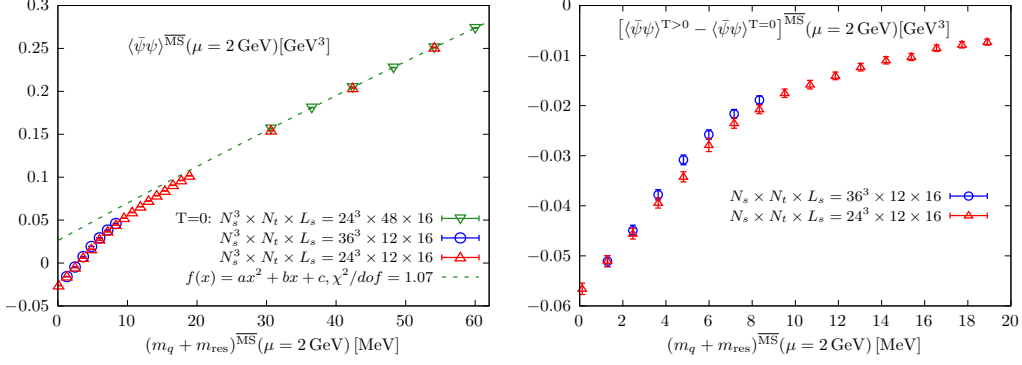 0.3
0.25
0.2
0.15
0.1
0.05
0
−0.05
0 10 20 30 40 50 60
⟨ψ̄ψ⟩^{\overline{MS}}(μ = 2 GeV)[GeV³]
T=0: N_s³ × N_t × L_s = 24³ × 48 × 16
N_s³ × N_t × L_s = 36³ × 12 × 16
N_s³ × N_t × L_s = 24³ × 12 × 16
f(x) = ax² + bx + c, χ²/dof = 1.07
(m_q + m_res)^{\overline{MS}}(μ = 2 GeV) [MeV]
0
−0.01
−0.02
−0.03
−0.04
−0.05
−0.06
0 2 4 6 8 10 12 14 16 18 20
[⟨ψ̄ψ⟩^{T>0} − ⟨ψ̄ψ⟩^{T=0}]^{\overline{MS}}(μ = 2 GeV)[GeV³]
N_s × N_t × L_s = 36³ × 12 × 16
N_s × N_t × L_s = 24³ × 12 × 16
(m_q + m_res)^{\overline{MS}}(μ = 2 GeV) [MeV]